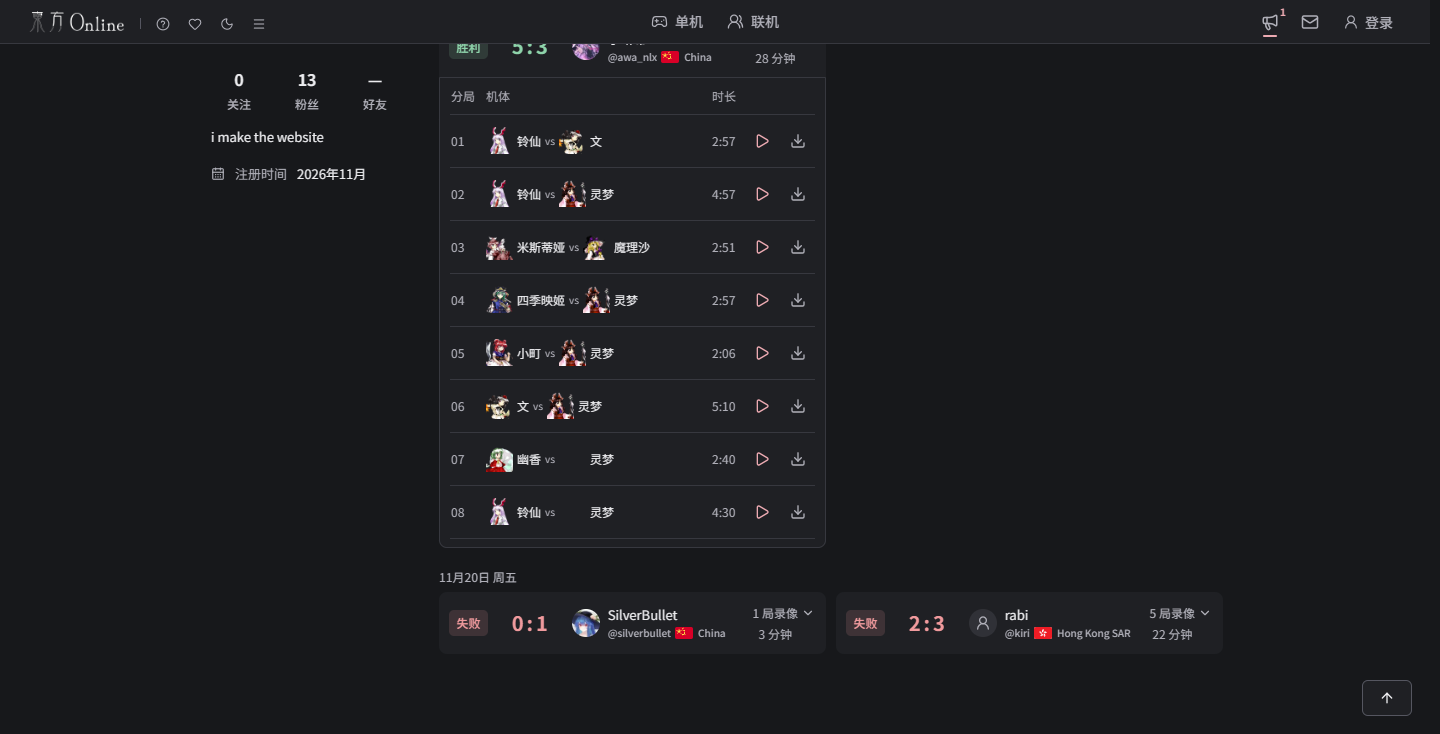 東方Online
单机
联机
1
登录
胜利
5:3
@awa_nlx China
28 分钟
0
13
—
关注
粉丝
好友
i make the website
注册时间 2026年11月
分局 机体 时长
01 铃仙 vs 文 2:57
02 铃仙 vs 灵梦 4:57
03 米斯蒂娅 vs 魔理沙 2:51
04 四季映姬 vs 灵梦 2:57
05 小町 vs 灵梦 2:06
06 文 vs 灵梦 5:10
07 幽香 vs 灵梦 2:40
08 铃仙 vs 灵梦 4:30
11月20日 周五
失败
0:1
SilverBullet
@silverbullet China
1 局录像
3 分钟
失败
2:3
rabi
@kiri Hong Kong SAR
5 局录像
22 分钟